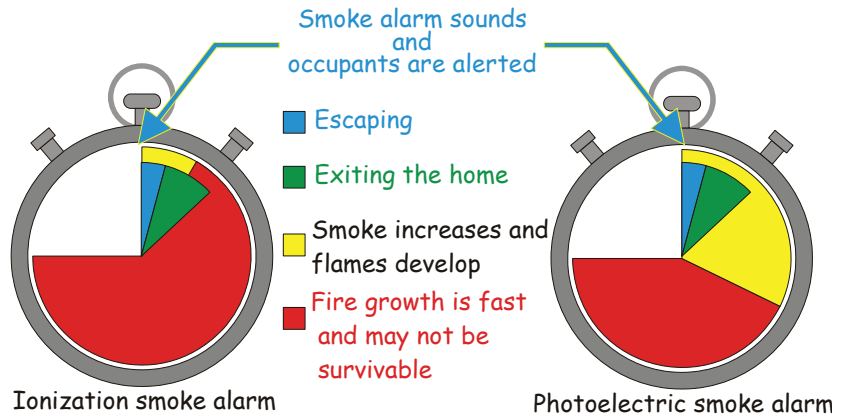 Smoke alarm sounds
and
occupants are alerted
Escaping
Exiting the home
Smoke increases and
flames develop
Fire growth is fast
and may not be
survivable
Ionization smoke alarm
Photoelectric smoke alarm